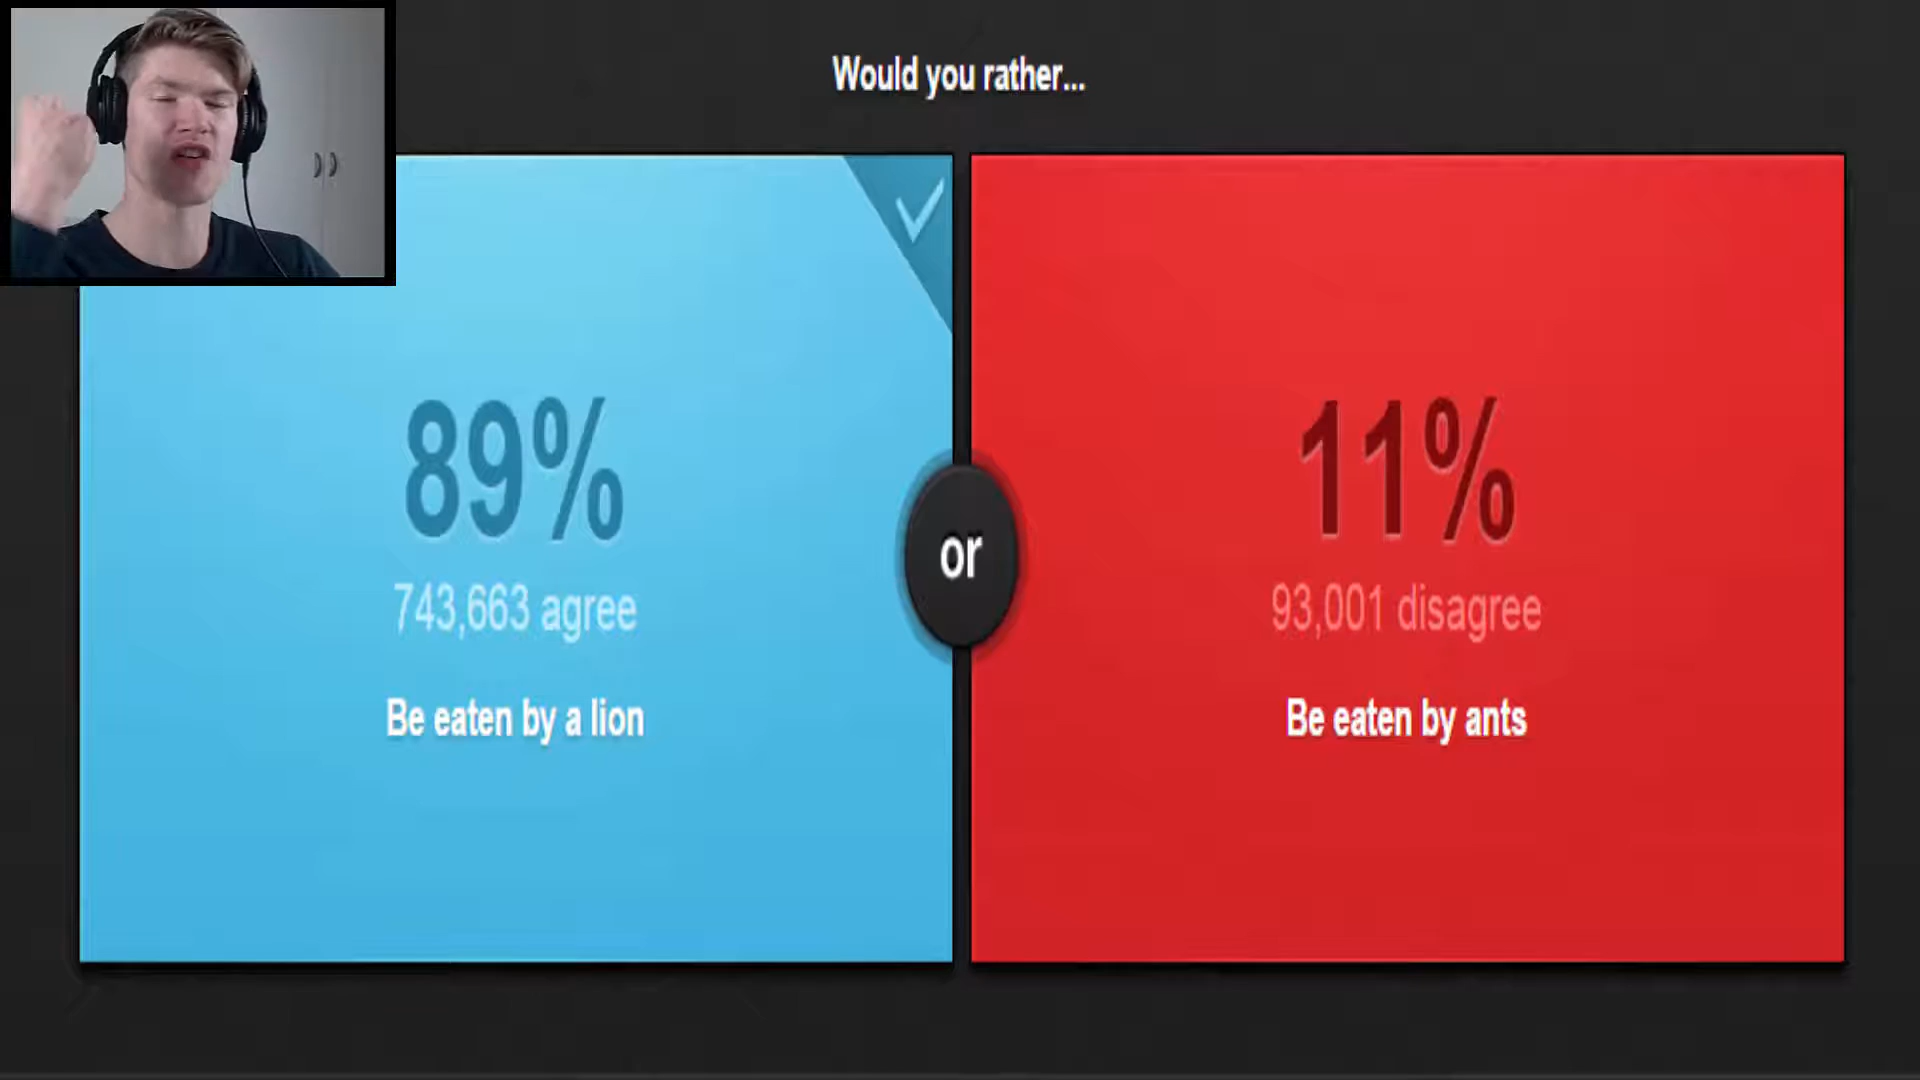 Would you rather...
89%
743,663 agree
Be eaten by a lion
or
11%
93,001 disagree
Be eaten by ants